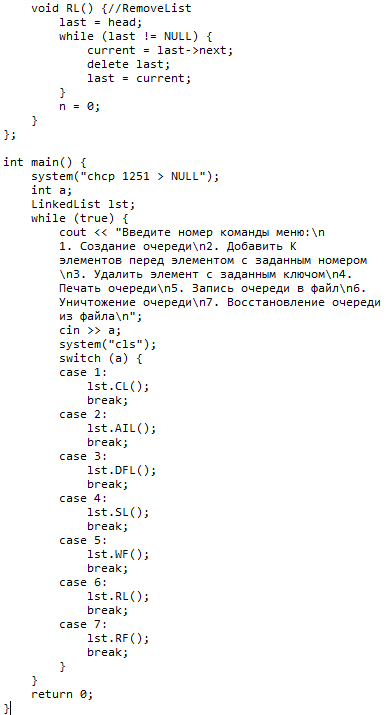 void RL() {//RemoveList
last = head;
while (last != NULL) {
current = last->next;
delete last;
last = current;
}
n = 0;
}
};
int main() {
system("chcp 1251 > NULL");
int a;
LinkedList lst;
while (true) {
cout << "Введите номер команды меню:\n
1. Создание очереди\n2. Добавить К
элементов перед элементом с заданным номером
\n3. Удалить элемент с заданным ключом\n4.
Печать очереди\n5. Запись очереди в файл\n6.
Уничтожение очереди\n7. Восстановление очереди
из файла\n";
cin >> a;
system("cls");
switch (a) {
case 1:
lst.CL();
break;
case 2:
lst.AIL();
break;
case 3:
lst.DFL();
break;
case 4:
lst.SL();
break;
case 5:
lst.WF();
break;
case 6:
lst.RL();
break;
case 7:
lst.RF();
break;
}
}
return 0;
}